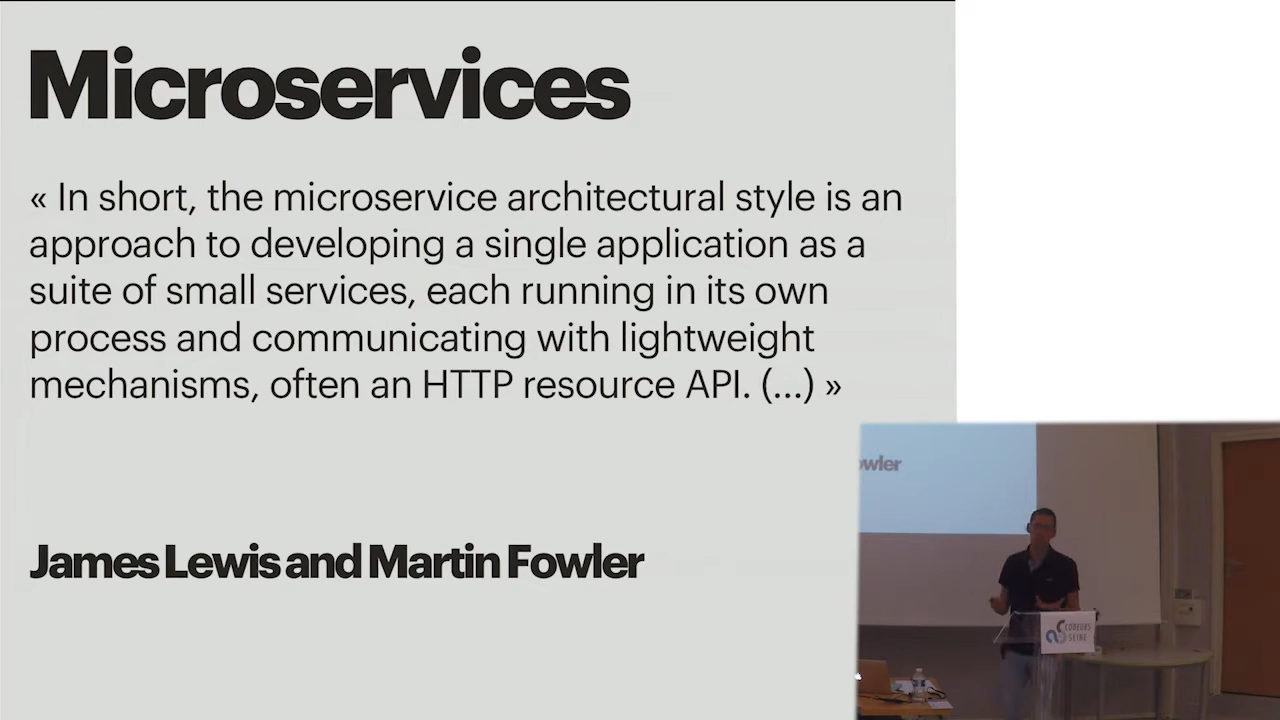 Microservices
« In short, the microservice architectural style is an
approach to developing a single application as a
suite of small services, each running in its own
process and communicating with lightweight
mechanisms, often an HTTP resource API. (...) »
James Lewis and Martin Fowler
owler
CODEURS
SEINE